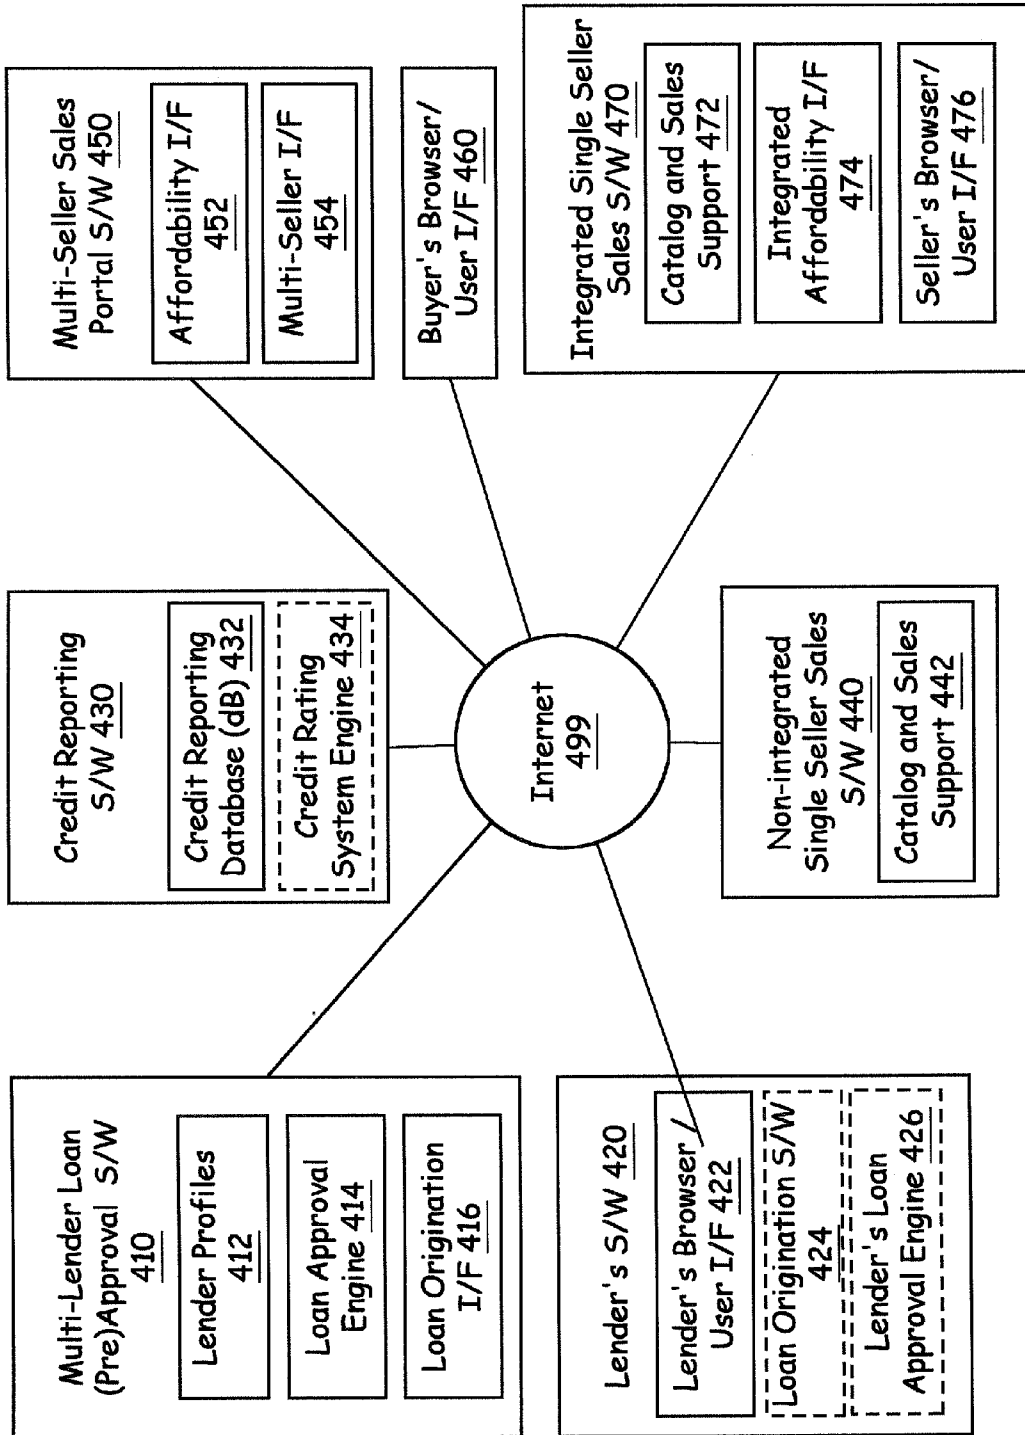 Multi-Lender Loan
(Pre)Approval S/W
410
Lender Profiles
412
Loan Approval
Engine 414
Loan Origination
I/F 416
Credit Reporting
S/W 430
Credit Reporting
Database (dB) 432
Credit Rating
System Engine 434
Multi-Seller Sales
Portal S/W 450
Affordability I/F
452
Multi-Seller I/F
454
Buyer's Browser/
User I/F 460
Internet
499
Lender's S/W 420
Lender's Browser /
User I/F 422
Loan Origination S/W
424
Lender's Loan
Approval Engine 426
Non-integrated
Single Seller Sales
S/W 440
Catalog and Sales
Support 442
Integrated Single Seller
Sales S/W 470
Catalog and Sales
Support 472
Integrated
Affordability I/F
474
Seller's Browser/
User I/F 476